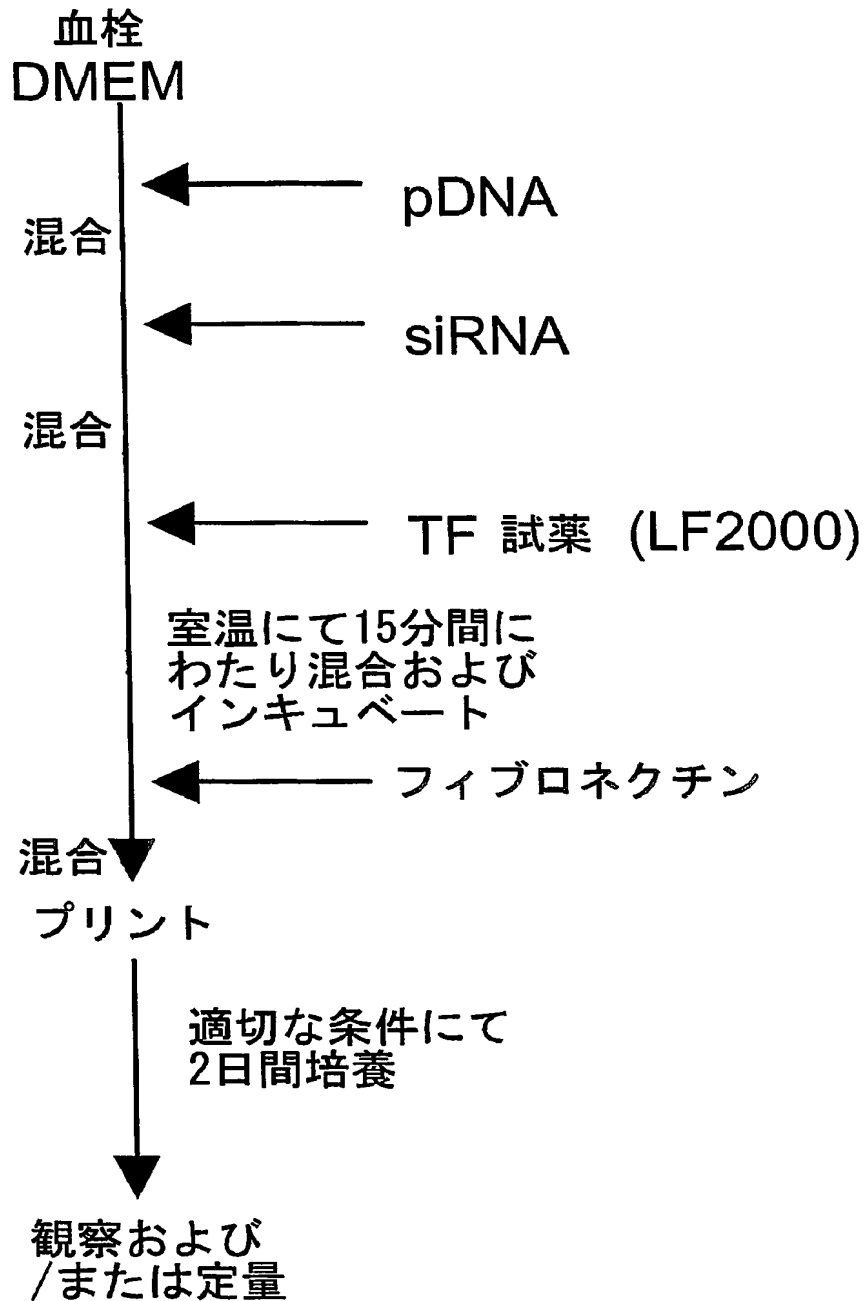 血栓
DMEM
pDNA
混合
siRNA
混合
TF 試薬 (LF2000)
室温にて15分間に
わたり混合および
インキュベート
フィブロネクチン
混合
プリント
適切な条件にて
2日間培養
観察および
/または定量